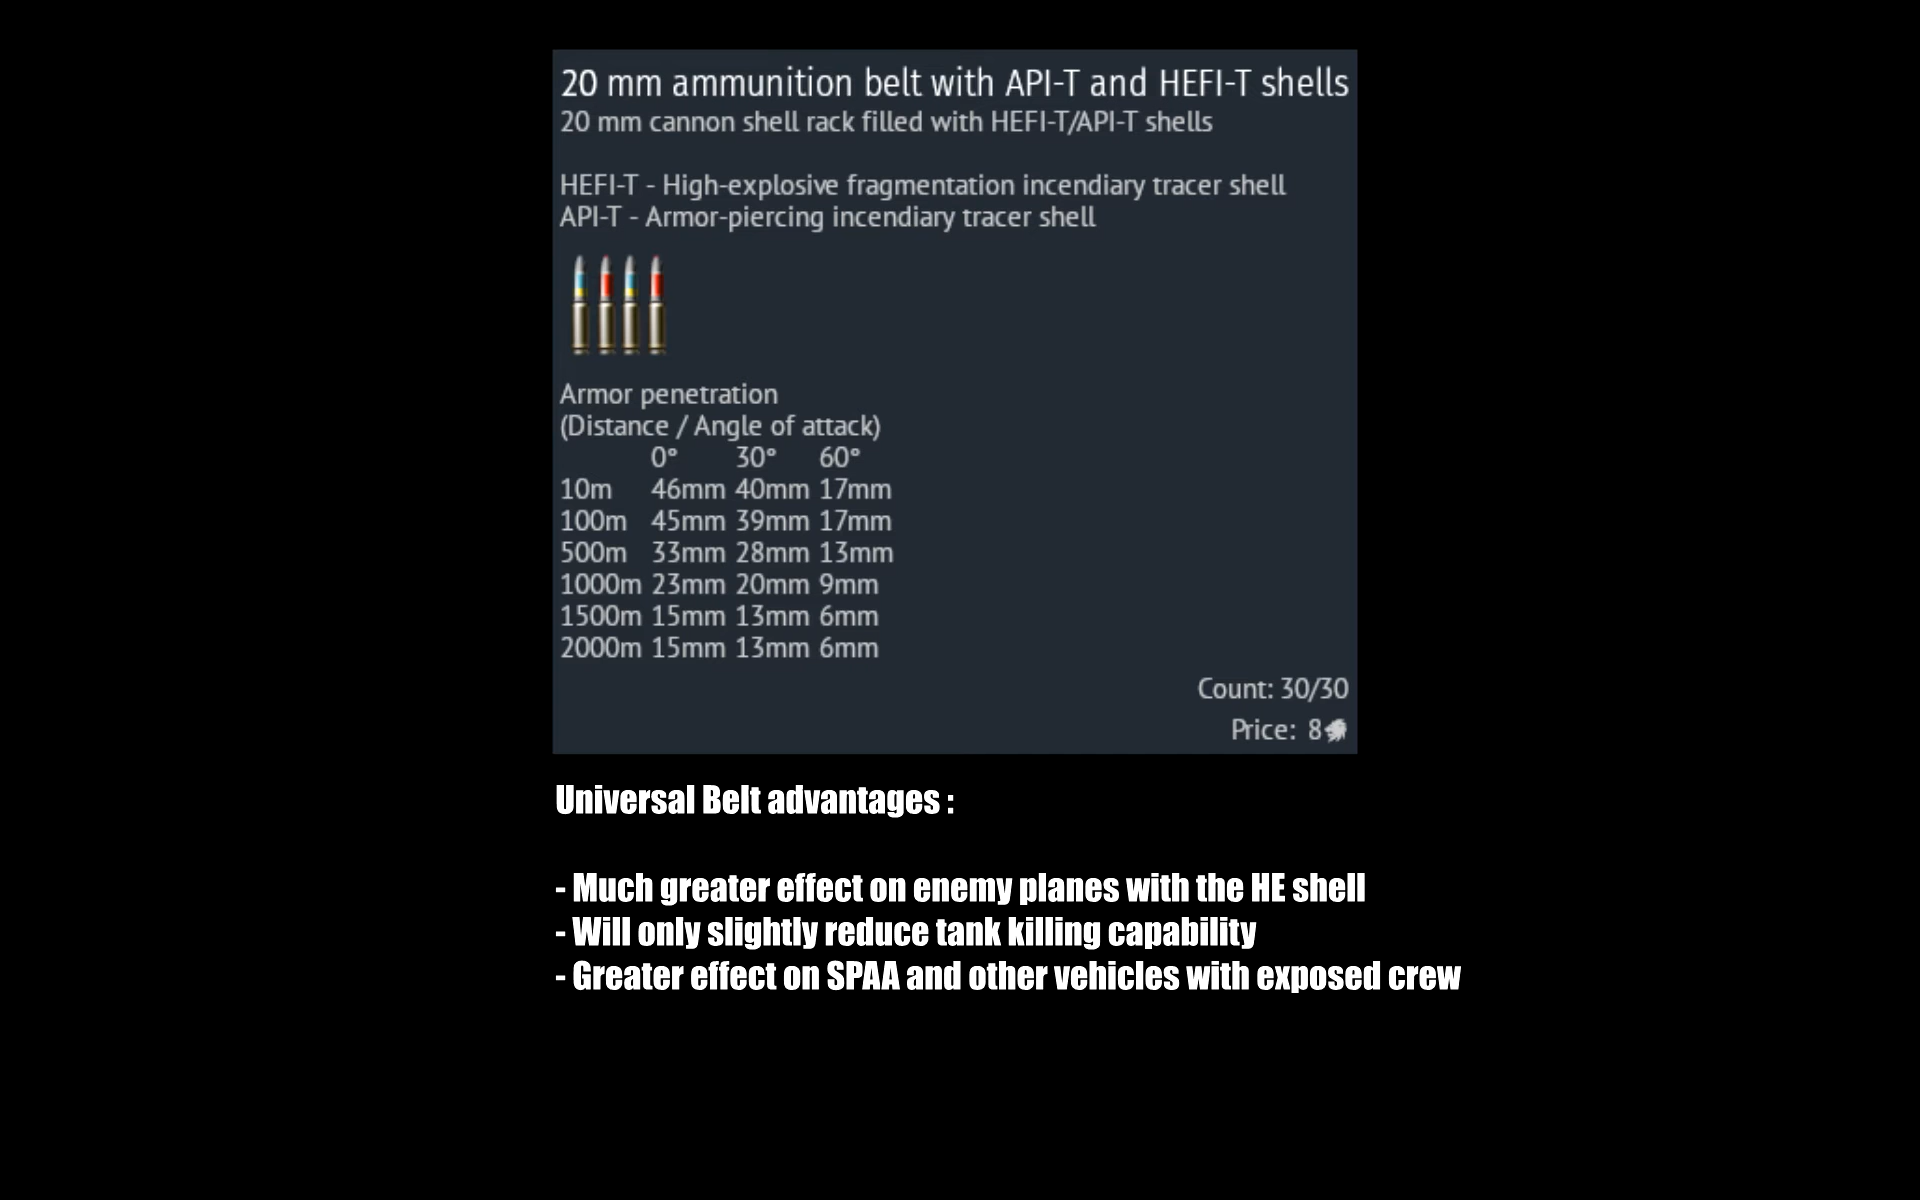 20 mm ammunition belt with API-T and HEFI-T shells
20 mm cannon shell rack filled with HEFI-T/API-T shells
HEFI-T - High-explosive fragmentation incendiary tracer shell
API-T - Armor-piercing incendiary tracer shell
Armor penetration
(Distance / Angle of attack)
0° 30° 60°
10m 46mm 40mm 17mm
100m 45mm 39mm 17mm
500m 33mm 28mm 13mm
1000m 23mm 20mm 9mm
1500m 15mm 13mm 6mm
2000m 15mm 13mm 6mm
Count: 30/30
Price: 8
Universal Belt advantages :
- Much greater effect on enemy planes with the HE shell
- Will only slightly reduce tank killing capability
- Greater effect on SPAA and other vehicles with exposed crew